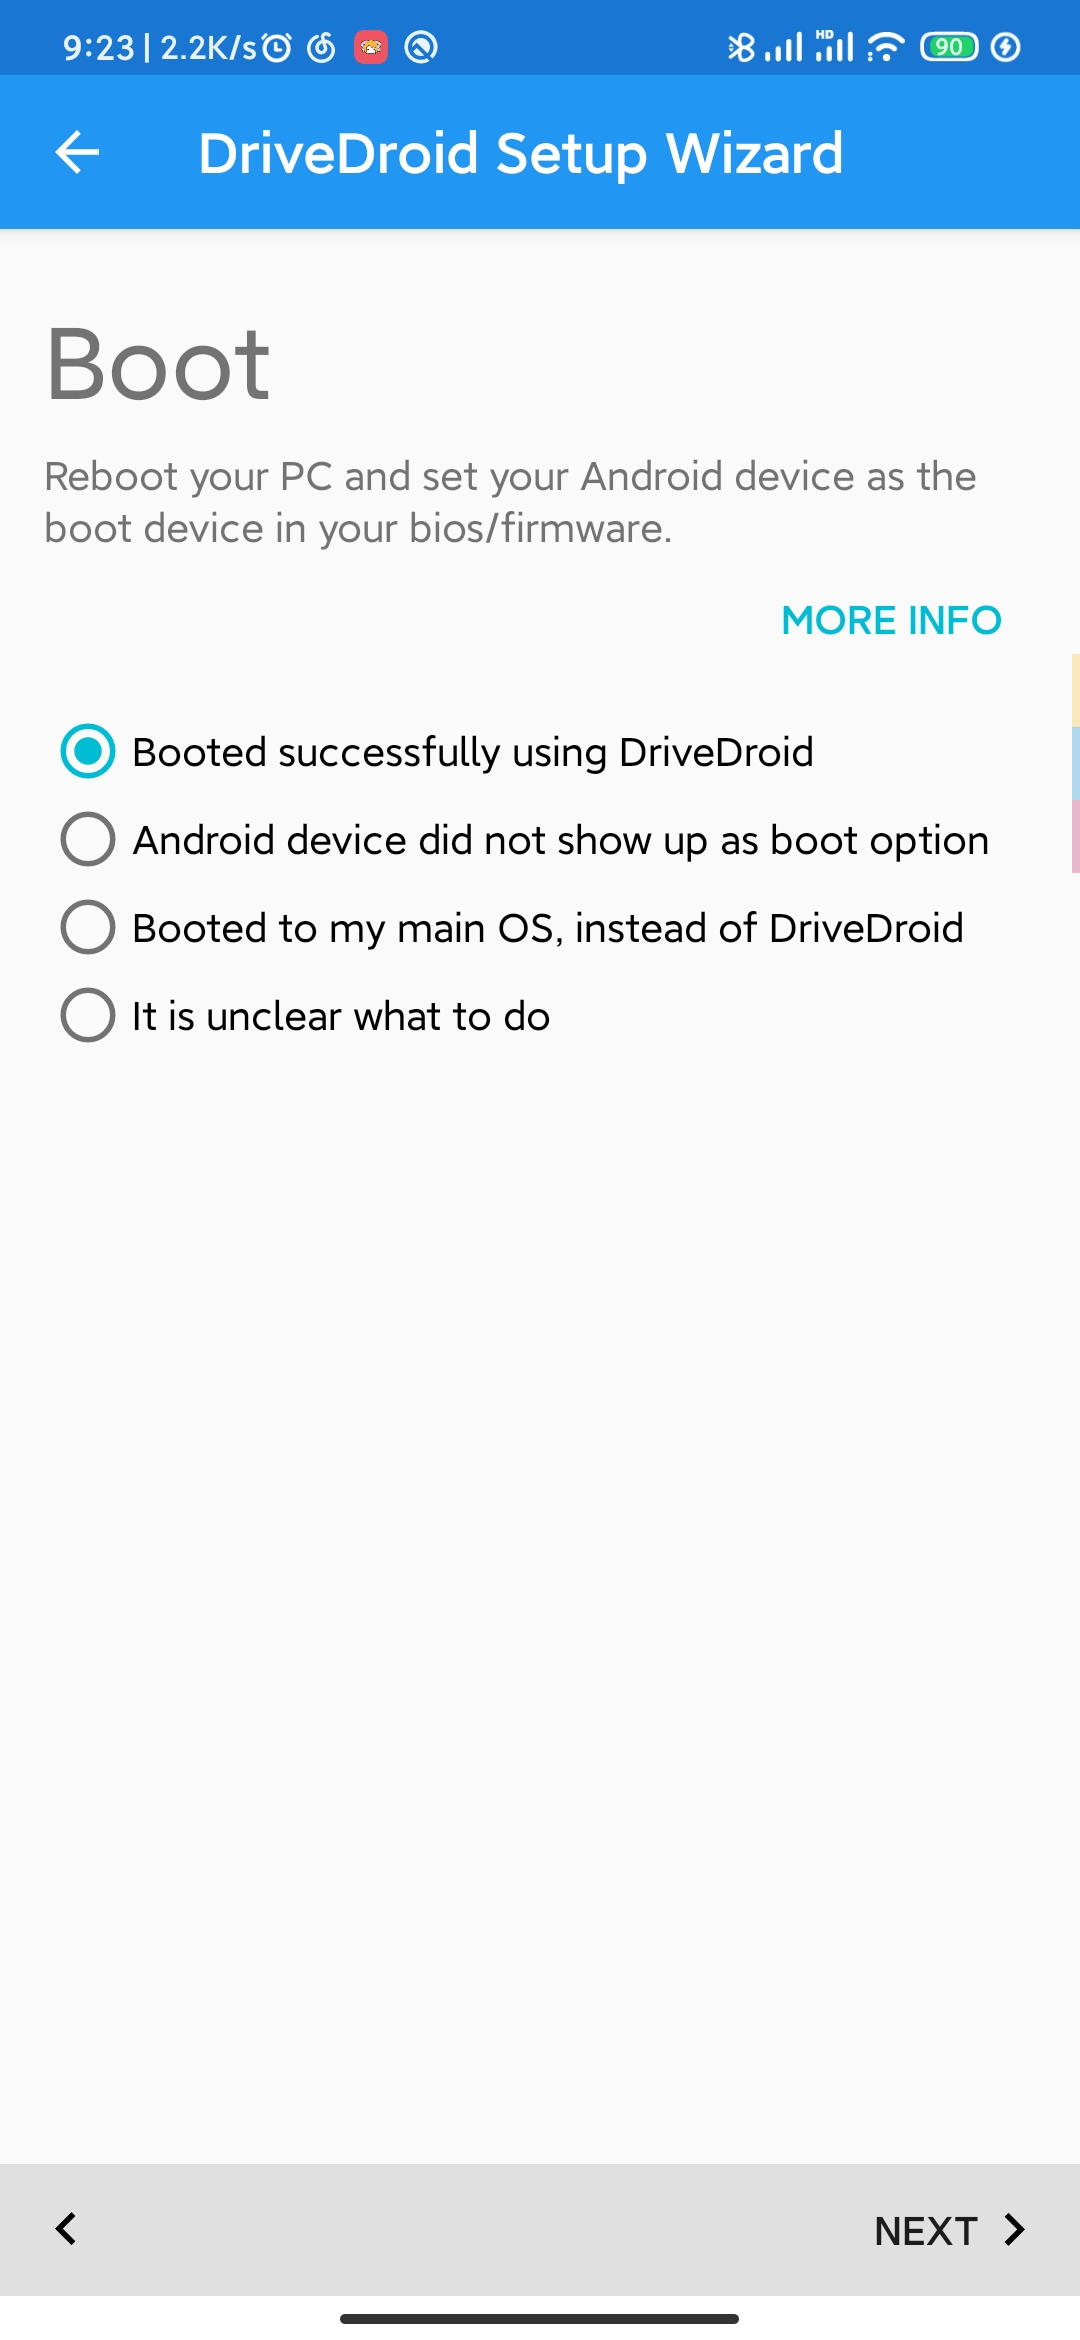 9:23 | 2.2K/s HD 90
DriveDroid Setup Wizard
Boot
Reboot your PC and set your Android device as the
boot device in your bios/firmware.
MORE INFO
Booted successfully using DriveDroid
Android device did not show up as boot option
Booted to my main OS, instead of DriveDroid
It is unclear what to do
NEXT